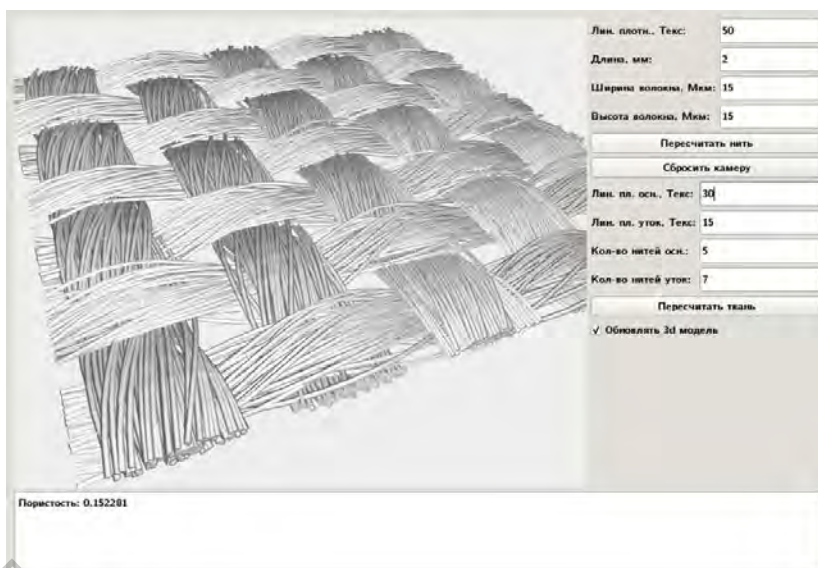 Лин. плотн., Текс: 50
Длина, мм: 2
Ширина волокна, Мкм: 15
Высота волокна, Мкм: 15
Пересчитать нить
Сбросить камеру
Лин. пл. осн., Текс: 30
Лин. пл. уток, Текс: 15
Кол-во нитей осн.: 5
Кол-во нитей уток: 7
Пересчитать ткань
✓ Обновлять 3d модель
Пористость: 0,152281